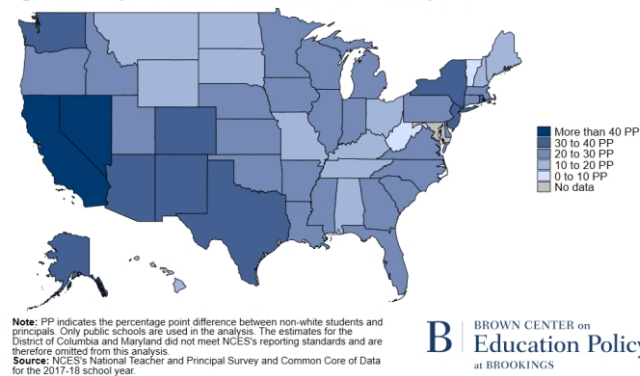 More than 40 PP
30 to 40 PP
20 to 30 PP
10 to 20 PP
0 to 10 PP
No data
Note: PP indicates the percentage point difference between non-white students and
principals. Only public schools are used in the analysis. The estimates for the
District of Columbia and Maryland did not meet NCES's reporting standards and are
therefore omitted from this analysis.
Source: NCES's National Teacher and Principal Survey and Common Core of Data
for the 2017-18 school year.
B
BROWN CENTER on
Education Policy
at BROOKINGS